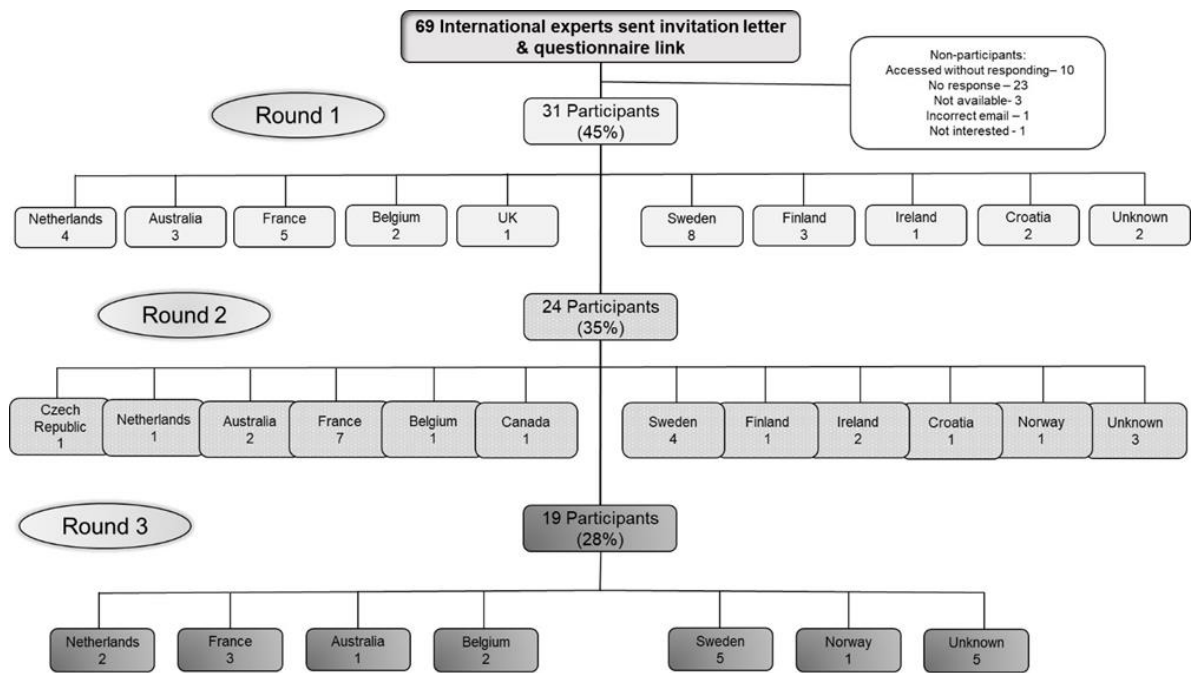 69 International experts sent invitation letter
& questionnaire link
Non-participants:
Accessed without responding– 10
No response – 23
Not available- 3
Incorrect email – 1
Not interested - 1
Round 1
31 Participants
(45%)
Netherlands
4
Australia
3
France
5
Belgium
2
UK
1
Sweden
8
Finland
3
Ireland
1
Croatia
2
Unknown
2
Round 2
24 Participants
(35%)
Czech
Republic
1
Netherlands
1
Australia
2
France
7
Belgium
1
Canada
1
Sweden
4
Finland
1
Ireland
2
Croatia
1
Norway
1
Unknown
3
Round 3
19 Participants
(28%)
Netherlands
2
France
3
Australia
1
Belgium
2
Sweden
5
Norway
1
Unknown
5